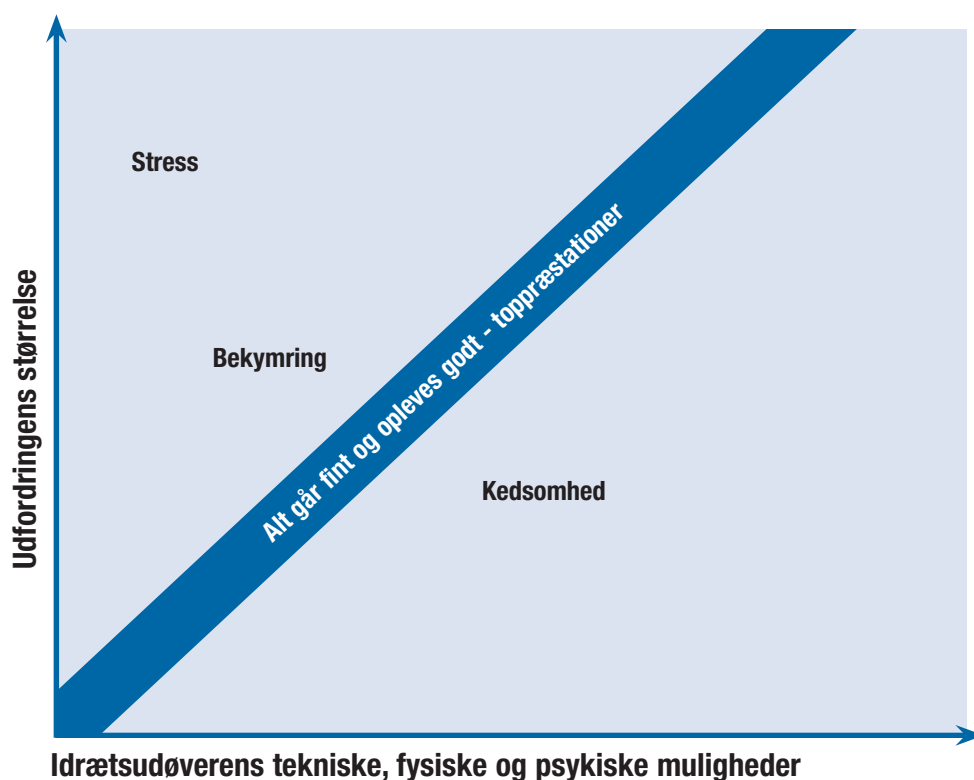 Stress
Bekymring
Alt går fint og opleves godt - toppræstationer
Kedsomhed
Udfordringens størrelse
Idrætsudøverens tekniske, fysiske og psykiske muligheder